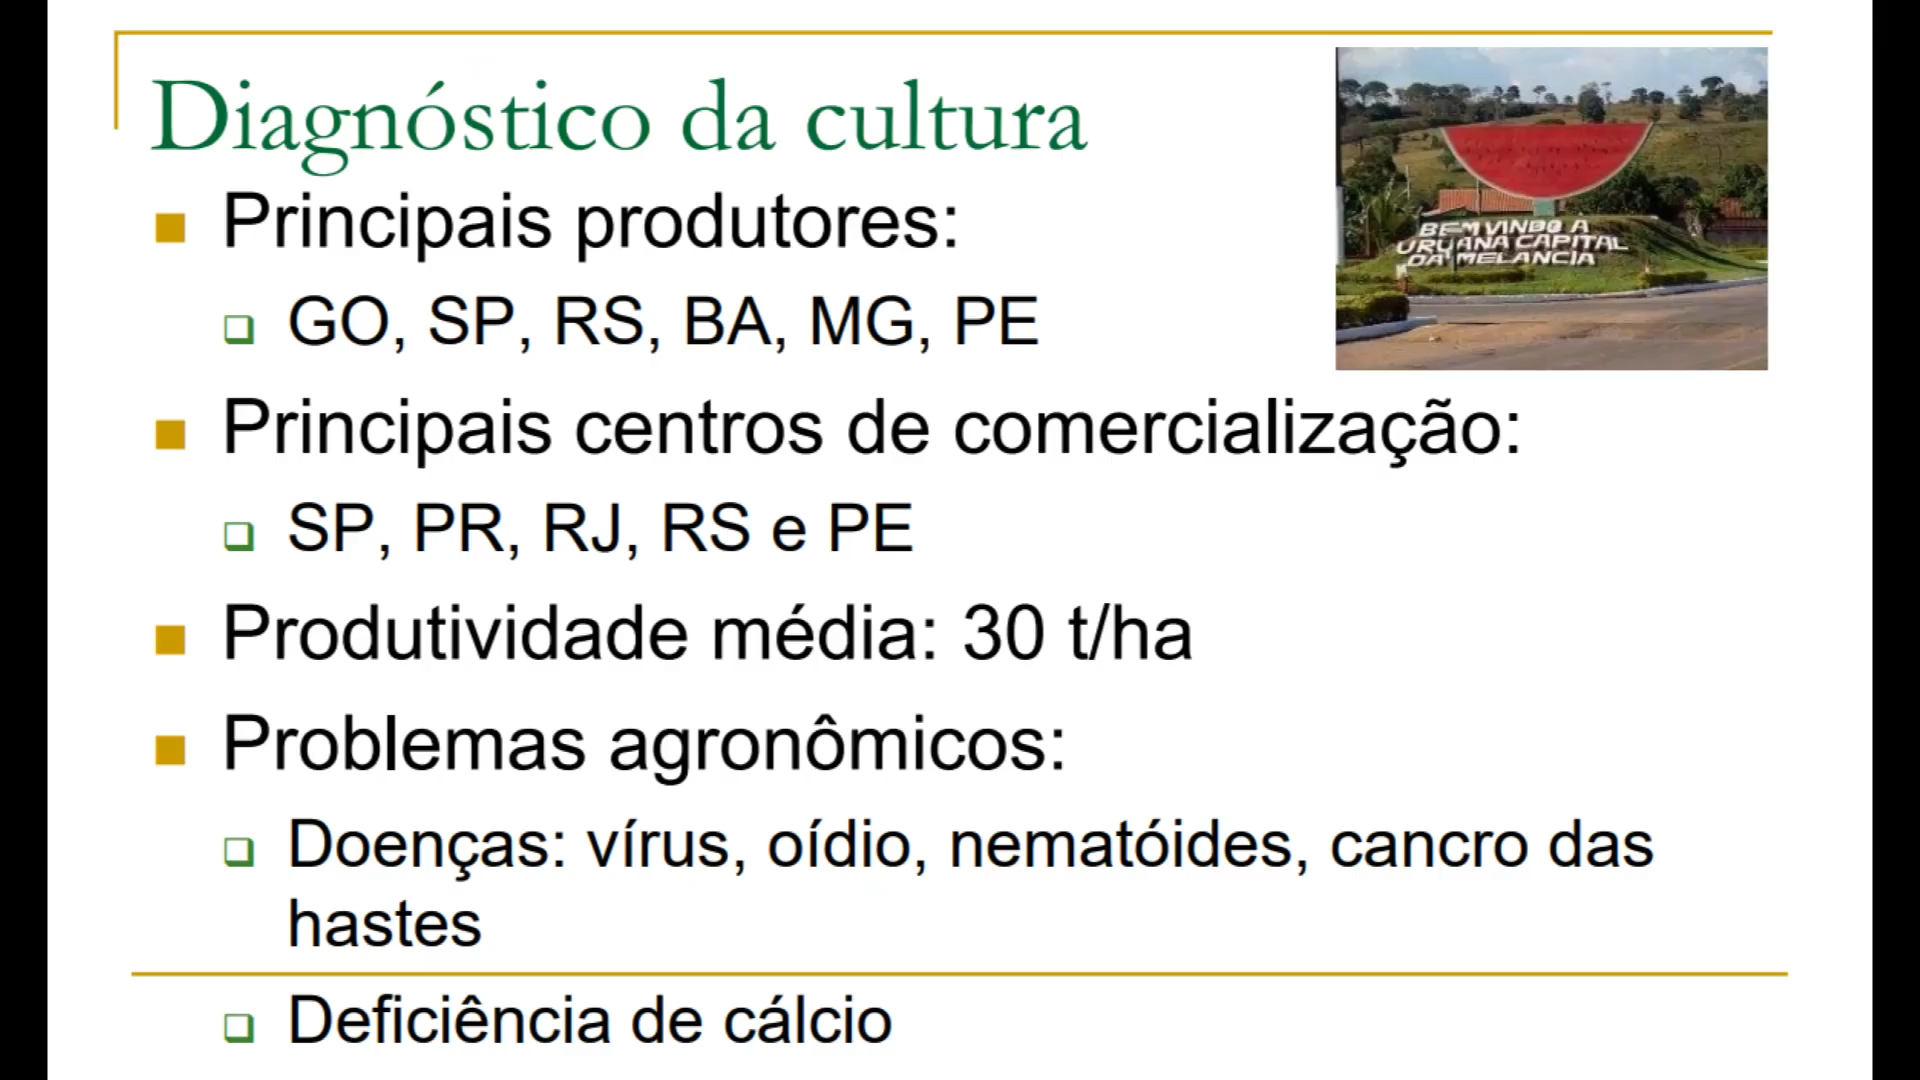 Diagnóstico da cultura
BEM VINDO A
URUANA CAPITAL
DA MELANCIA
Principais produtores:
GO, SP, RS, BA, MG, PE
Principais centros de comercialização:
SP, PR, RJ, RS e PE
Produtividade média: 30 t/ha
Problemas agronômicos:
Doenças: vírus, oídio, nematóides, cancro das
hastes
Deficiência de cálcio